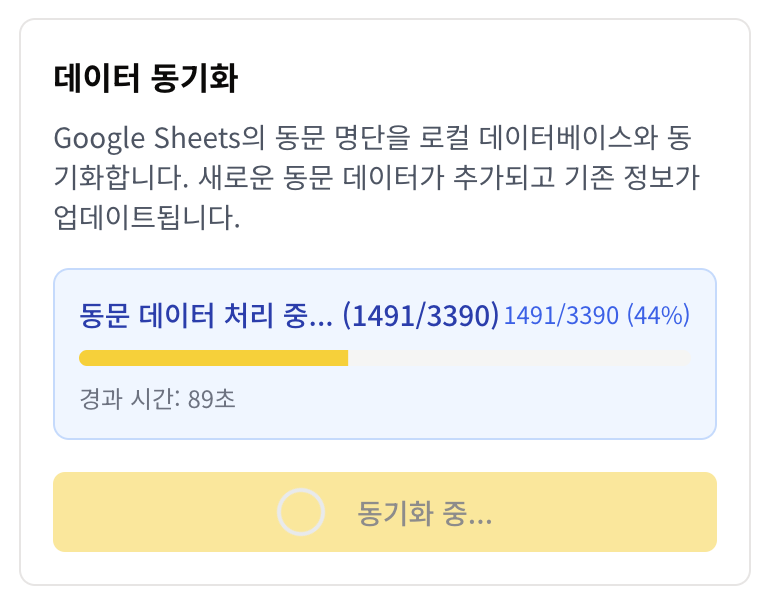 데이터 동기화
Google Sheets의 동문 명단을 로컬 데이터베이스와 동
기화합니다. 새로운 동문 데이터가 추가되고 기존 정보가
업데이트됩니다.
동문 데이터 처리 중... (1491/3390) 1491/3390 (44%)
경과 시간: 89초
동기화 중...